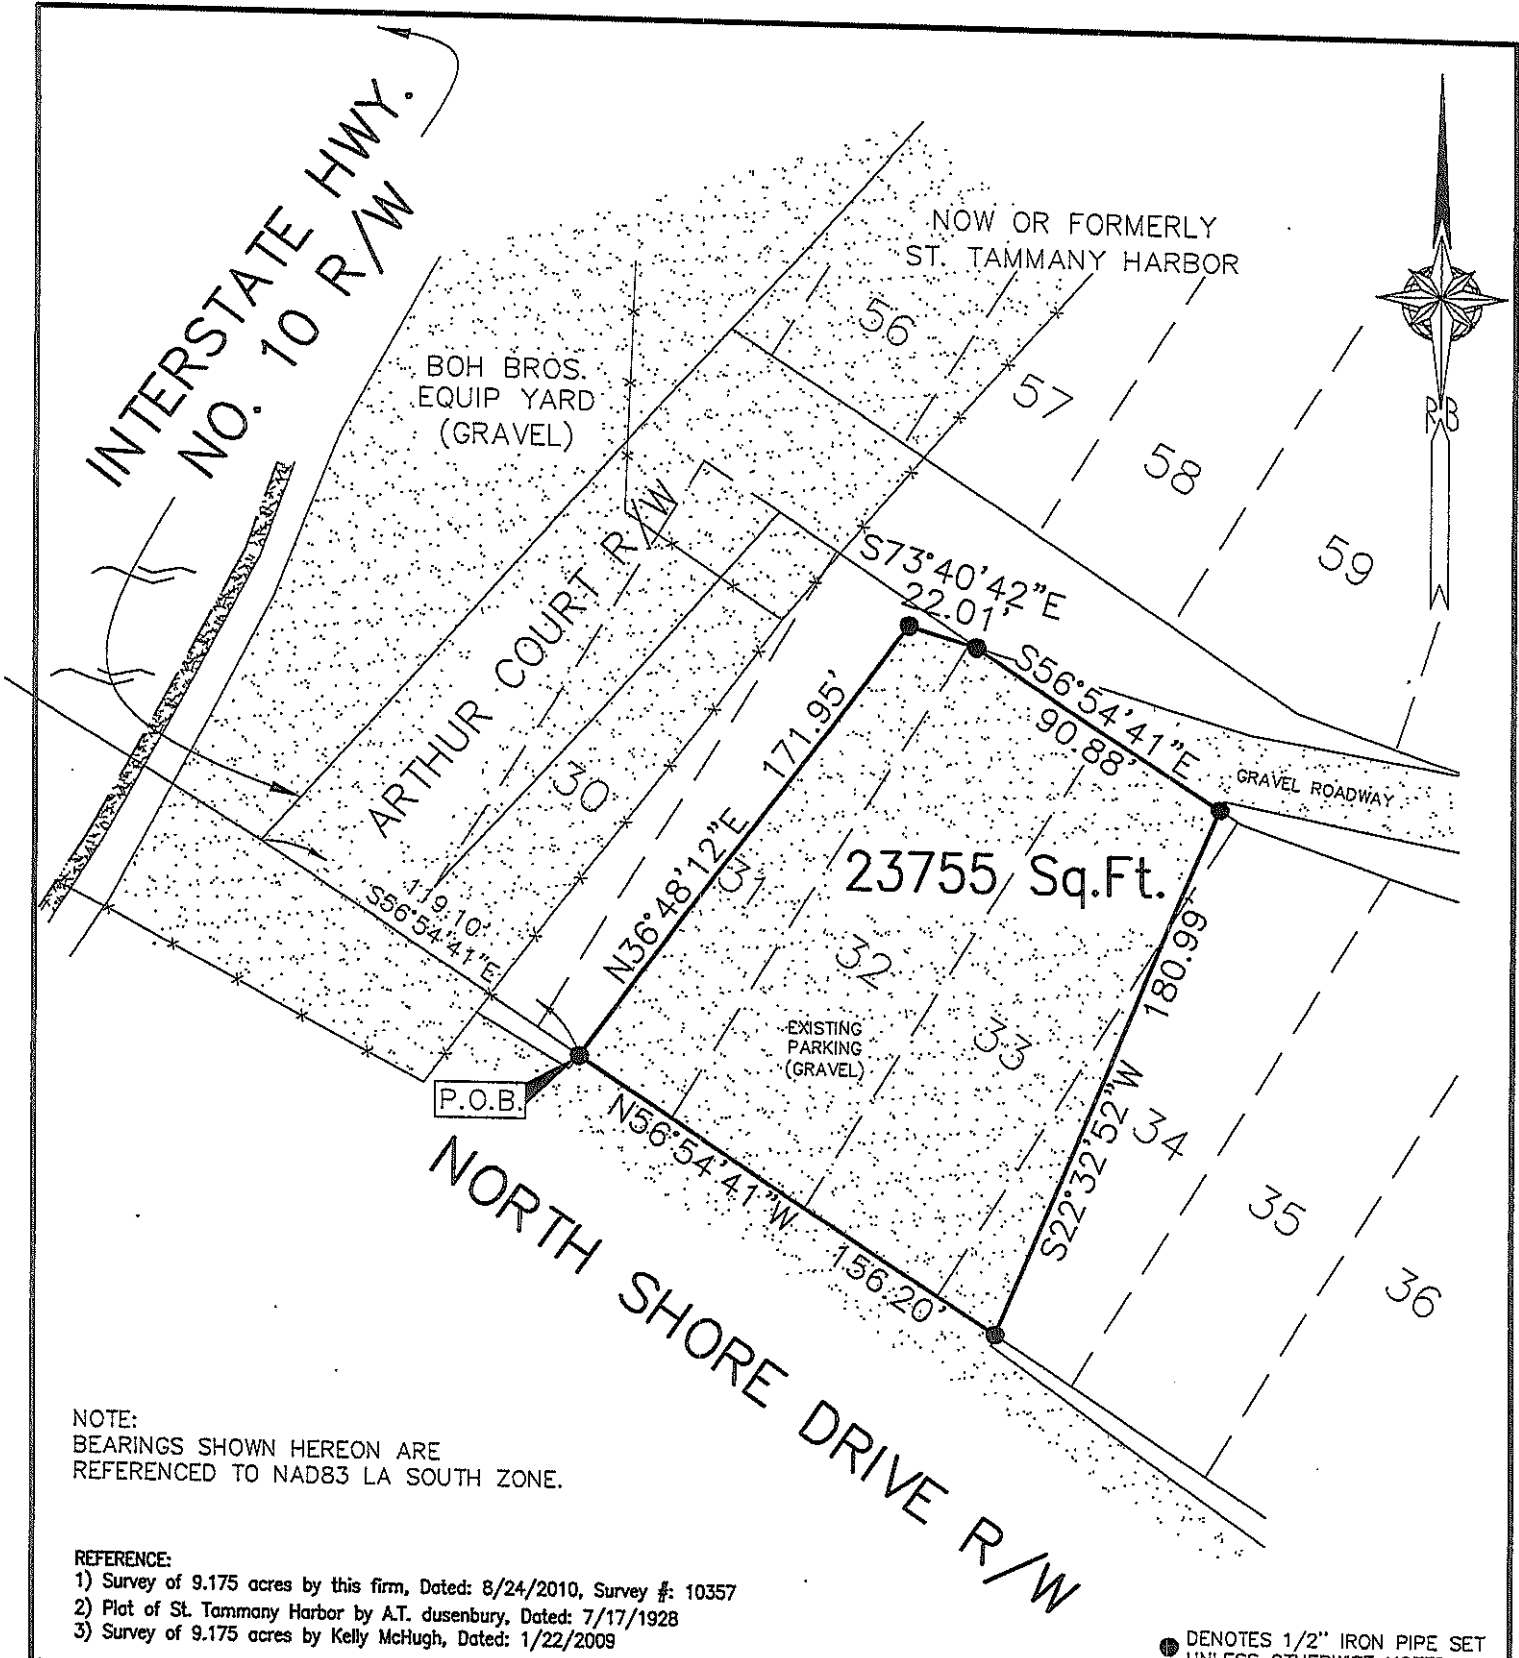 INTERSTATE HWY.
NO. 10 R/W
NOW OR FORMERLY
ST. TAMMANY HARBOR
BOH BROS.
EQUIP YARD
(GRAVEL)
56
57
58
59
RB
ARTHUR COURT R/W
S73°40'42"E
22.01'
S56°54'41"E
90.88'
GRAVEL ROADWAY
171.95'
N36°48'12"E
30
31
23755 Sq.Ft.
32
33
EXISTING
PARKING
(GRAVEL)
180.99'
S22°32'52"W
119.10'
S56°54'41"E
P.O.B.
N56°54'41"W 156.20'
34
35
36
NORTH SHORE DRIVE R/W
NOTE:
BEARINGS SHOWN HEREON ARE
REFERENCED TO NAD83 LA SOUTH ZONE.
REFERENCE:
1) Survey of 9.175 acres by this firm, Dated: 8/24/2010, Survey #: 10357
2) Plat of St. Tammany Harbor by A.T. dusenbury, Dated: 7/17/1928
3) Survey of 9.175 acres by Kelly McHugh, Dated: 1/22/2009
DENOTES 1/2" IRON PIPE SET
UNLESS OTHERWISE NOTED